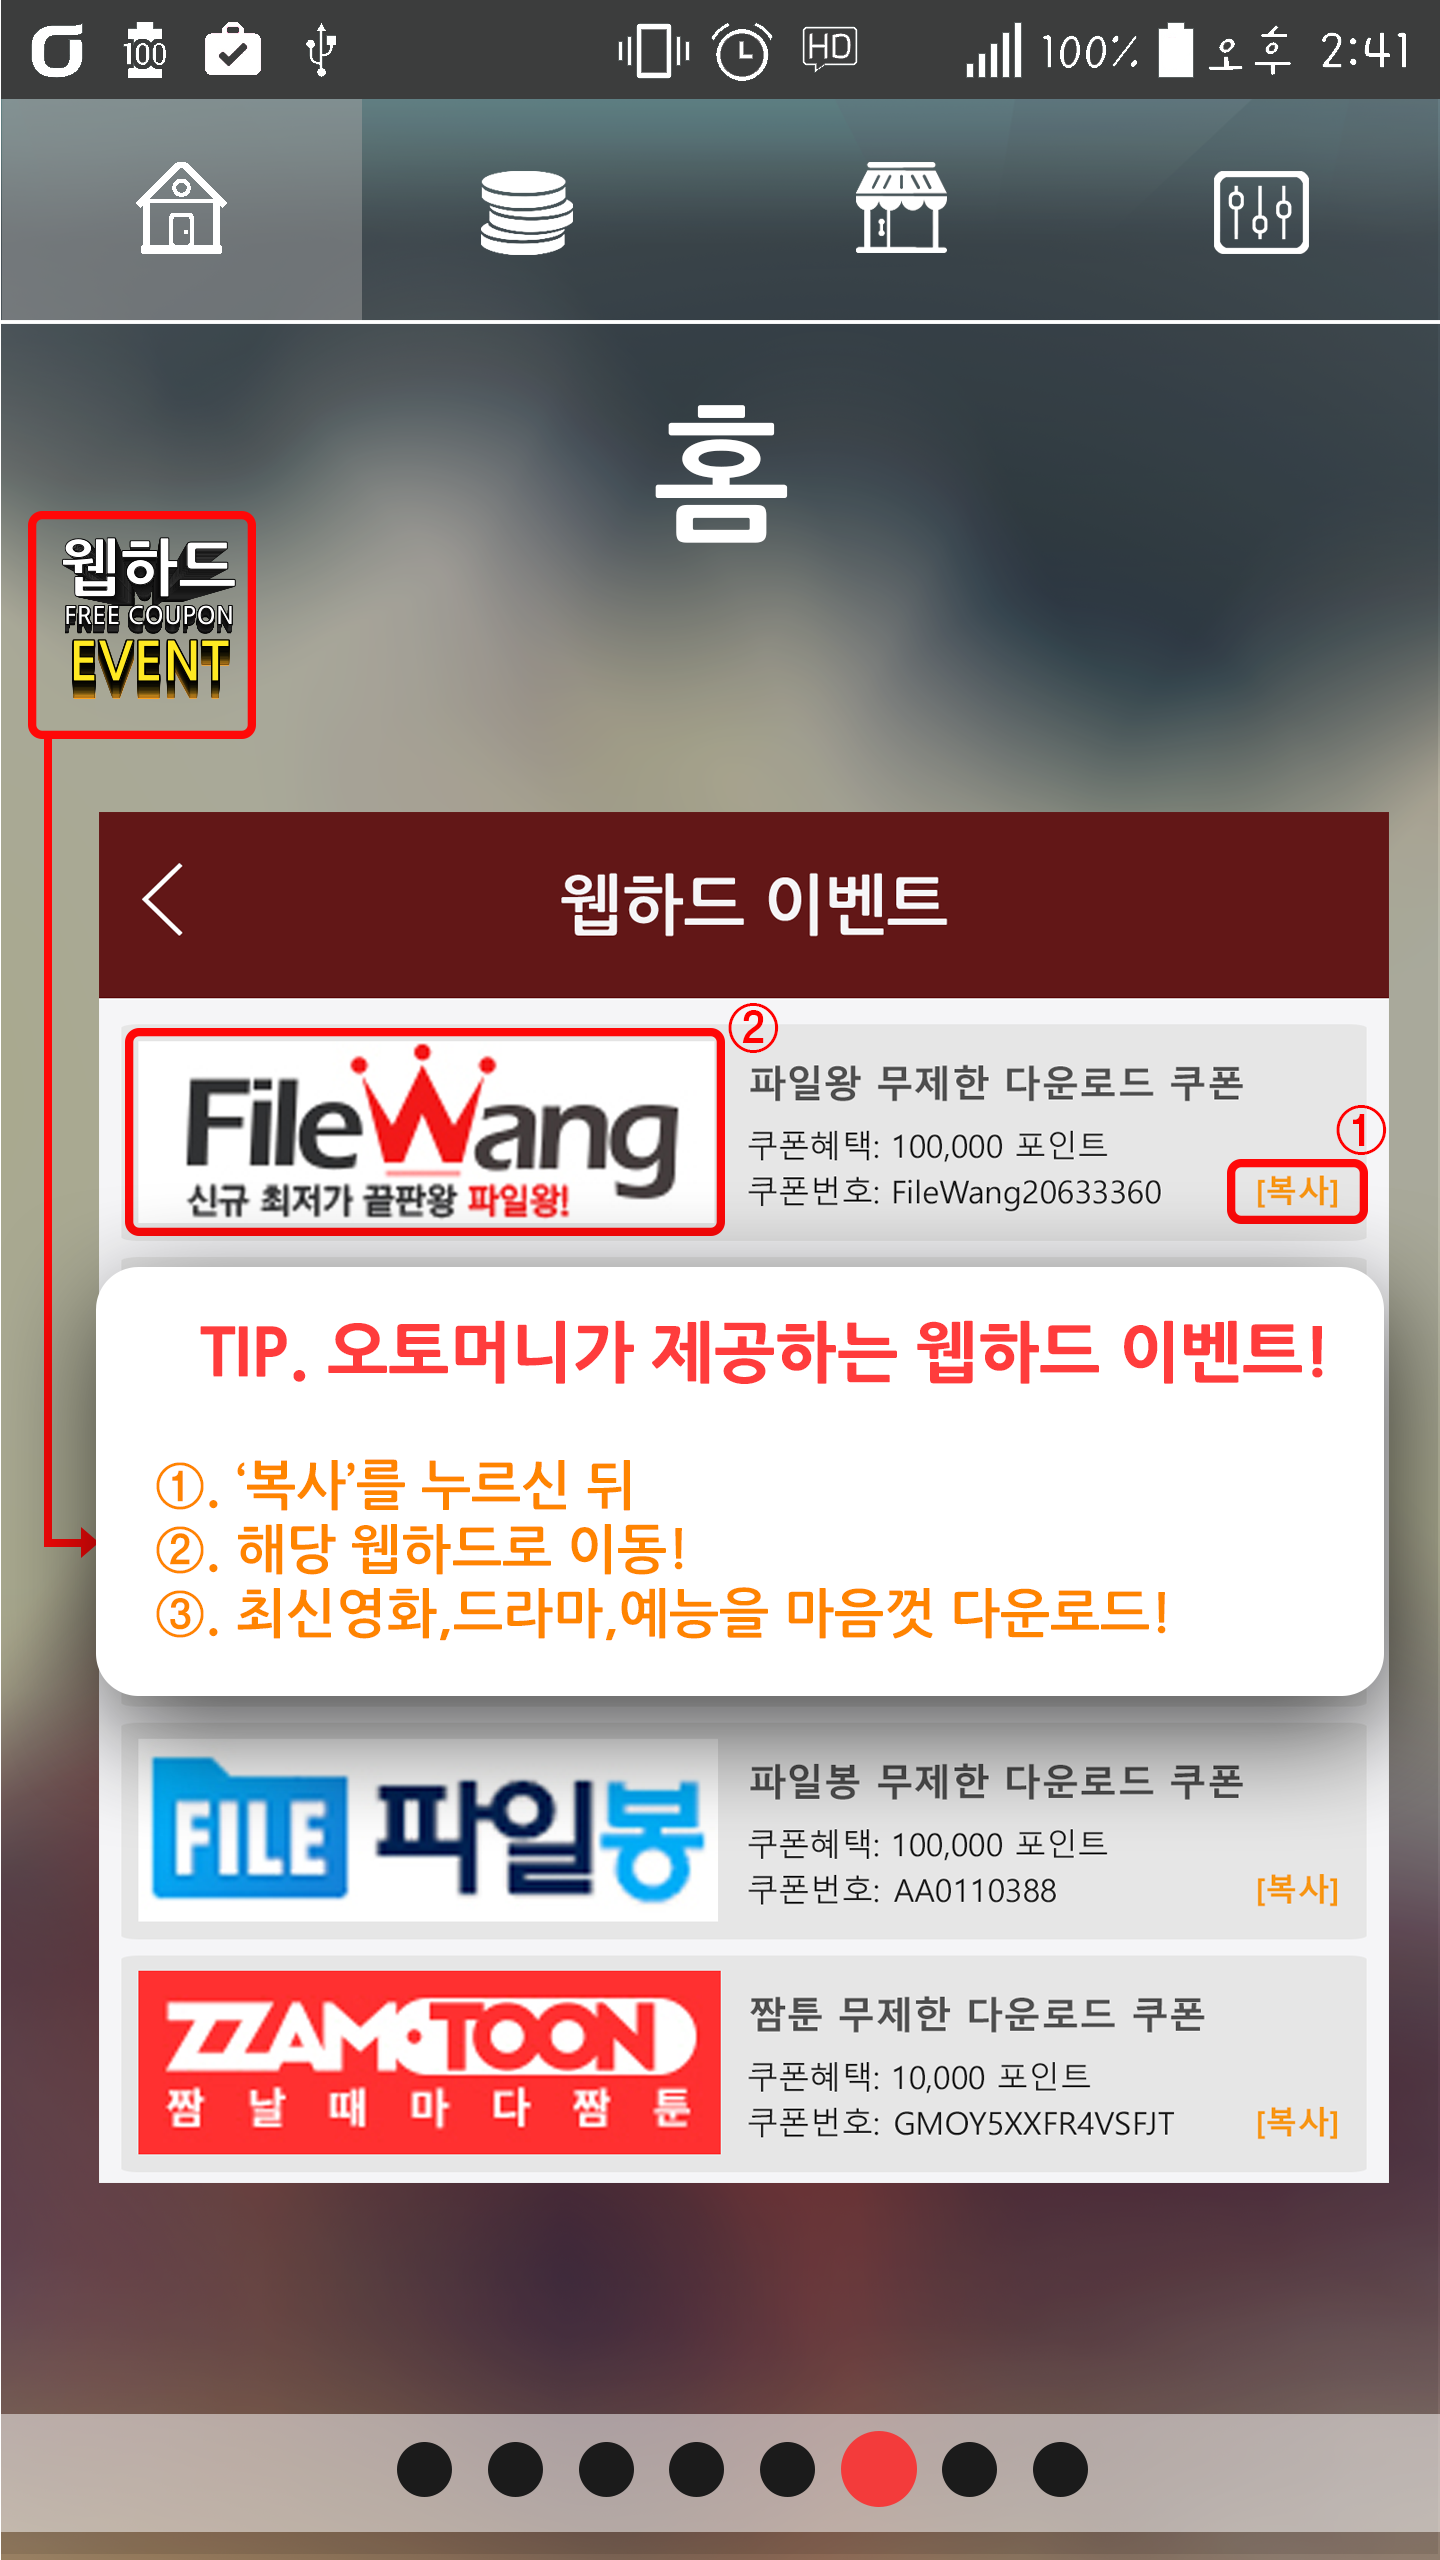 100
HD
100% 오후 2:41
홈
웹하드
FREE COUPON
EVENT
웹하드 이벤트
②
FileWang
신규 최저가 끝판왕 파일왕!
파일왕 무제한 다운로드 쿠폰
쿠폰혜택: 100,000 포인트
①
쿠폰번호: FileWang20633360
[복사]
TIP. 오토머니가 제공하는 웹하드 이벤트!
①. ‘복사’를 누르신 뒤
②. 해당 웹하드로 이동!
③. 최신영화,드라마,예능을 마음껏 다운로드!
FILE 파일봉
파일봉 무제한 다운로드 쿠폰
쿠폰혜택: 100,000 포인트
쿠폰번호: AA0110388
[복사]
ZZAM·TOON
짬 날 때 마 다 짬 툰
짬툰 무제한 다운로드 쿠폰
쿠폰혜택: 10,000 포인트
쿠폰번호: GMOY5XXFR4VSFJT
[복사]